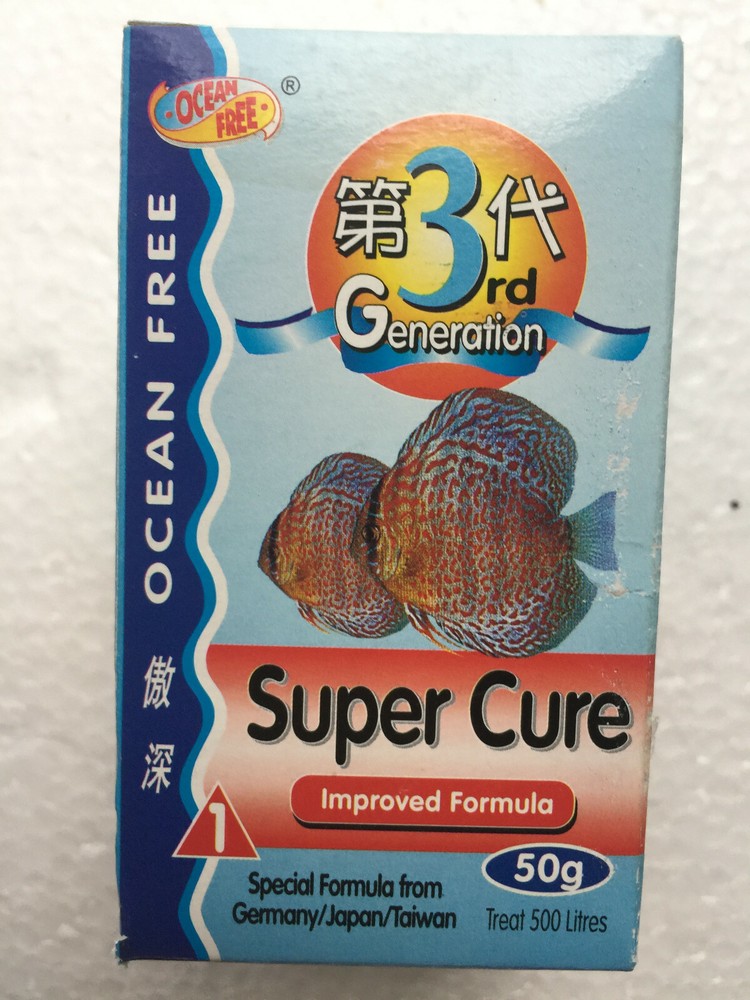 OCEAN
FREE
®
OCEAN FREE 傲深
第3代
rd
Generation
Super Cure
Improved Formula
1
50g
Special Formula from
Germany/Japan/Taiwan
Treat 500 Litres